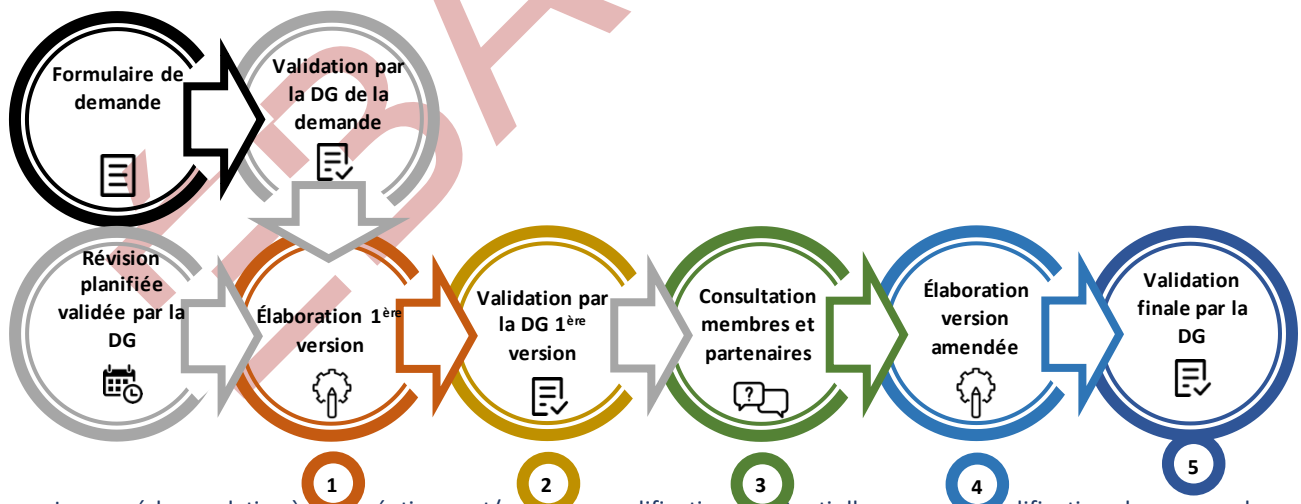 Formulaire de
demande
Validation par
la DG de la
demande
Révision
planifiée
validée par la
DG
Élaboration 1ère
version
Validation par
la DG 1ère
version
Consultation
membres et
partenaires
?
Élaboration
version
amendée
Validation
finale par la
DG
1
2
3
4
5